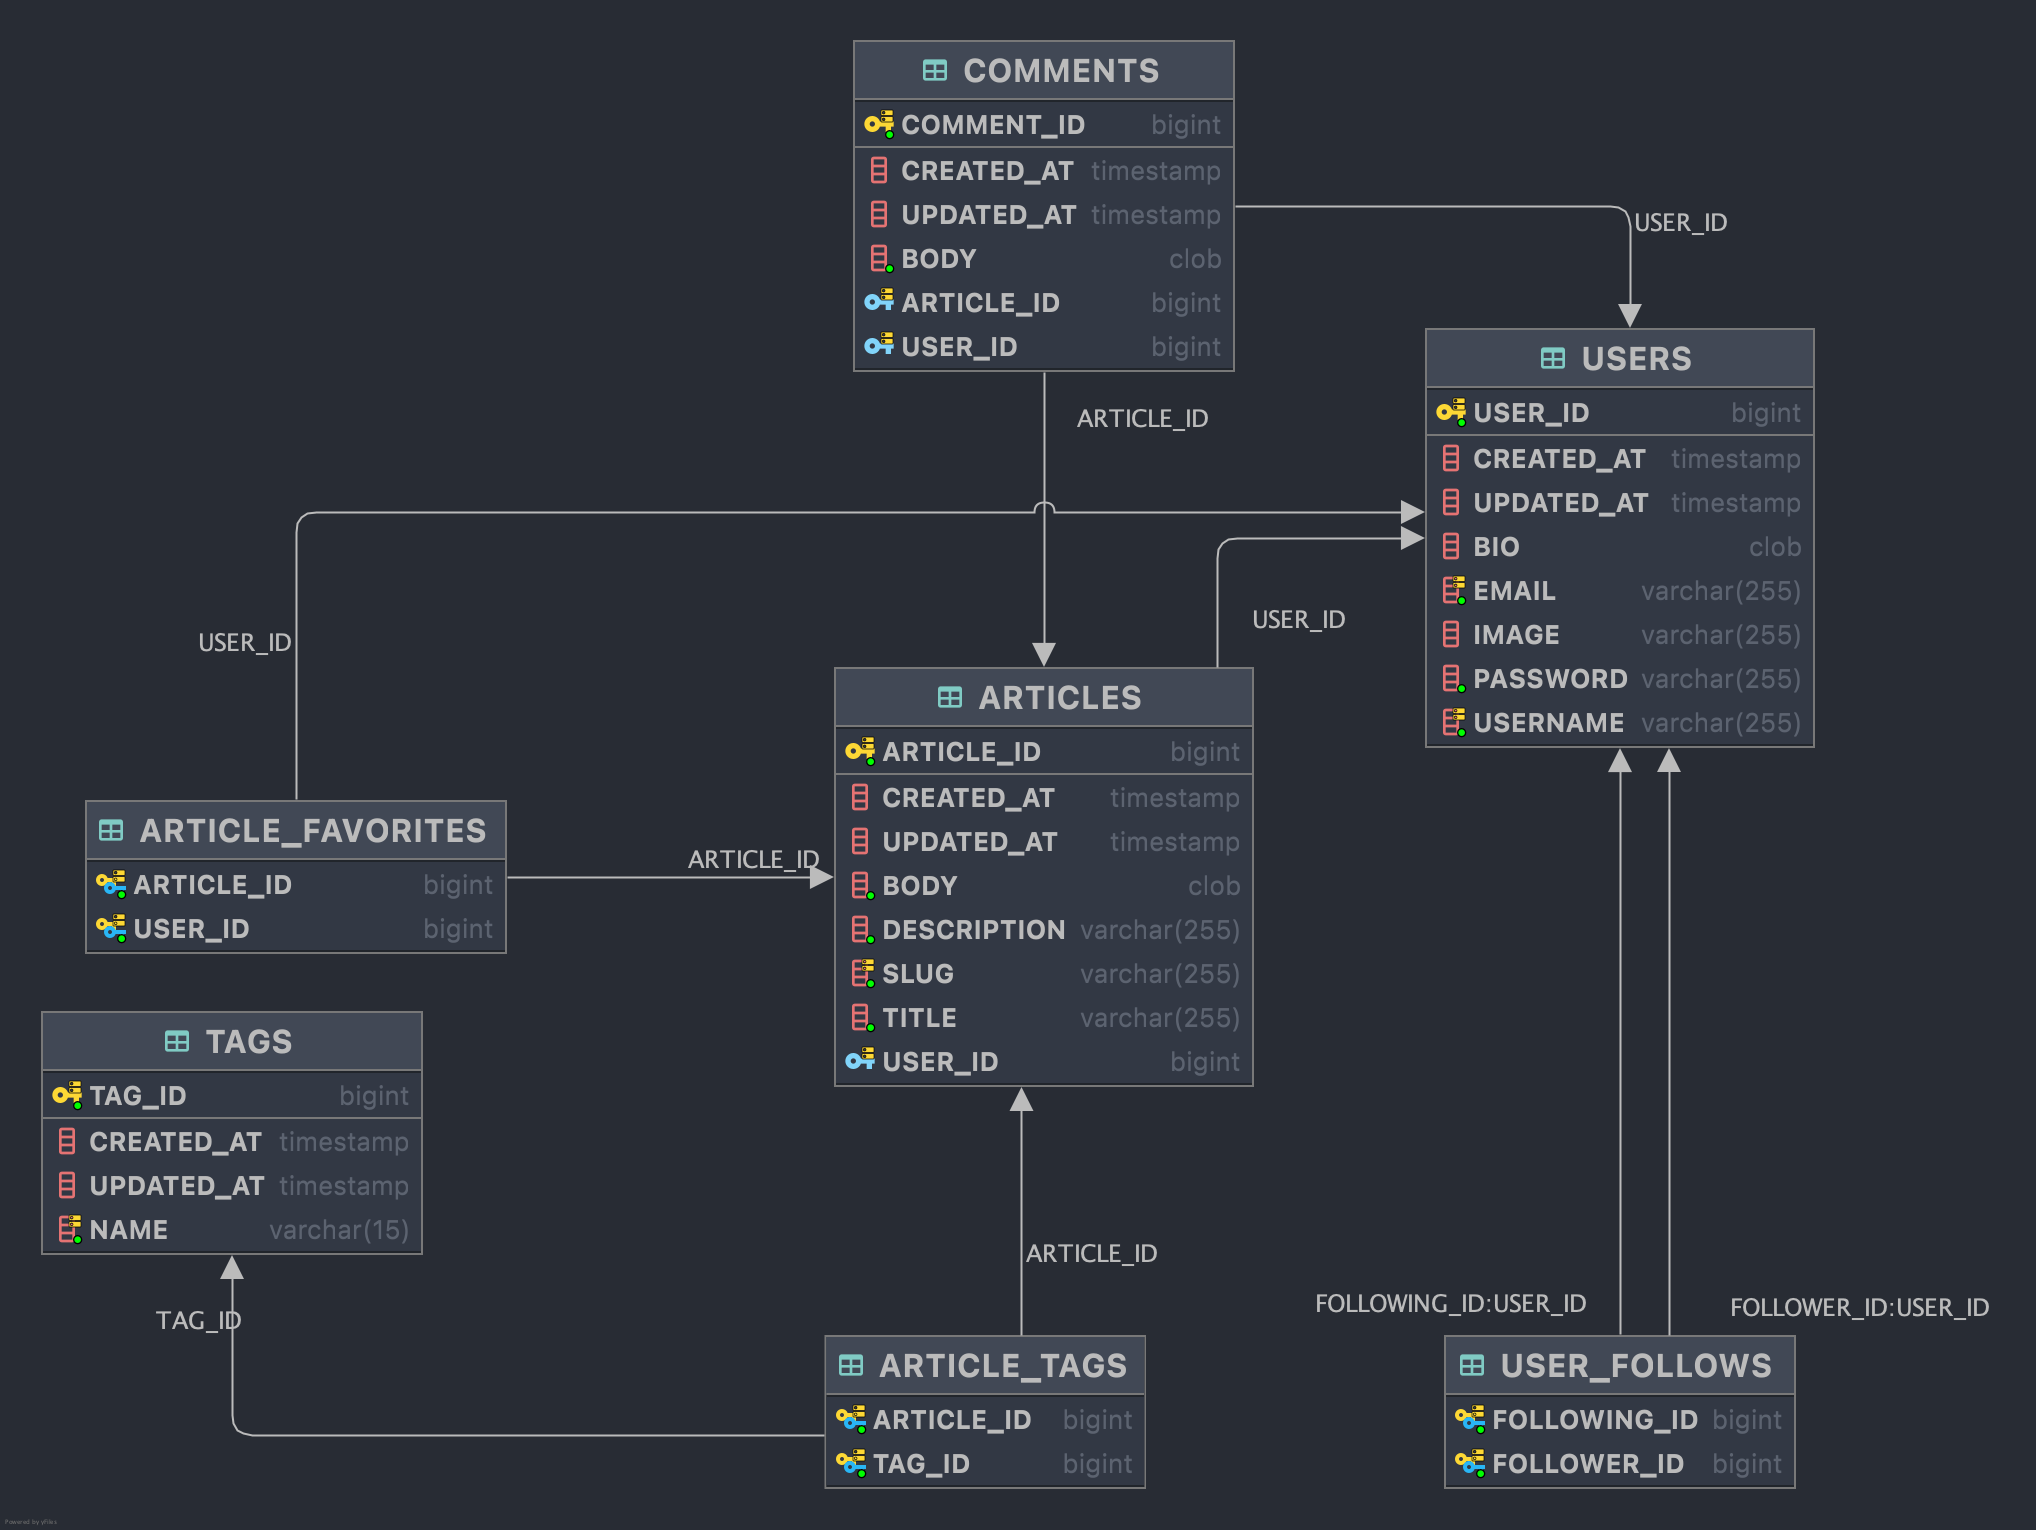 COMMENTS
COMMENT_ID bigint
CREATED_AT timestamp
UPDATED_AT timestamp
BODY clob
ARTICLE_ID bigint
USER_ID bigint
USER_ID
ARTICLE_ID
USERS
USER_ID bigint
CREATED_AT timestamp
UPDATED_AT timestamp
BIO clob
EMAIL varchar(255)
IMAGE varchar(255)
PASSWORD varchar(255)
USERNAME varchar(255)
USER_ID
USER_ID
ARTICLES
ARTICLE_ID bigint
CREATED_AT timestamp
UPDATED_AT timestamp
BODY clob
DESCRIPTION varchar(255)
SLUG varchar(255)
TITLE varchar(255)
USER_ID bigint
ARTICLE_FAVORITES
ARTICLE_ID bigint
USER_ID bigint
ARTICLE_ID
TAGS
TAG_ID bigint
CREATED_AT timestamp
UPDATED_AT timestamp
NAME varchar(15)
TAG_ID
ARTICLE_ID
FOLLOWING_ID:USER_ID
FOLLOWER_ID:USER_ID
ARTICLE_TAGS
ARTICLE_ID bigint
TAG_ID bigint
USER_FOLLOWS
FOLLOWING_ID bigint
FOLLOWER_ID bigint
Powered by yFiles